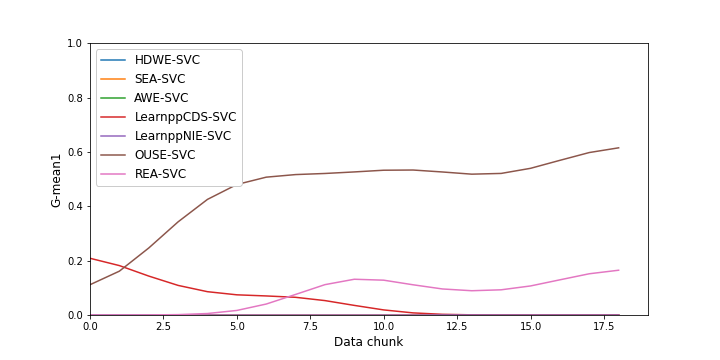 1.0
0.8
0.6
0.4
0.2
0.0
G-mean1
HDWE-SVC
SEA-SVC
AWE-SVC
LearnppCDS-SVC
LearnppNIE-SVC
OUSE-SVC
REA-SVC
0.0 2.5 5.0 7.5 10.0 12.5 15.0 17.5
Data chunk